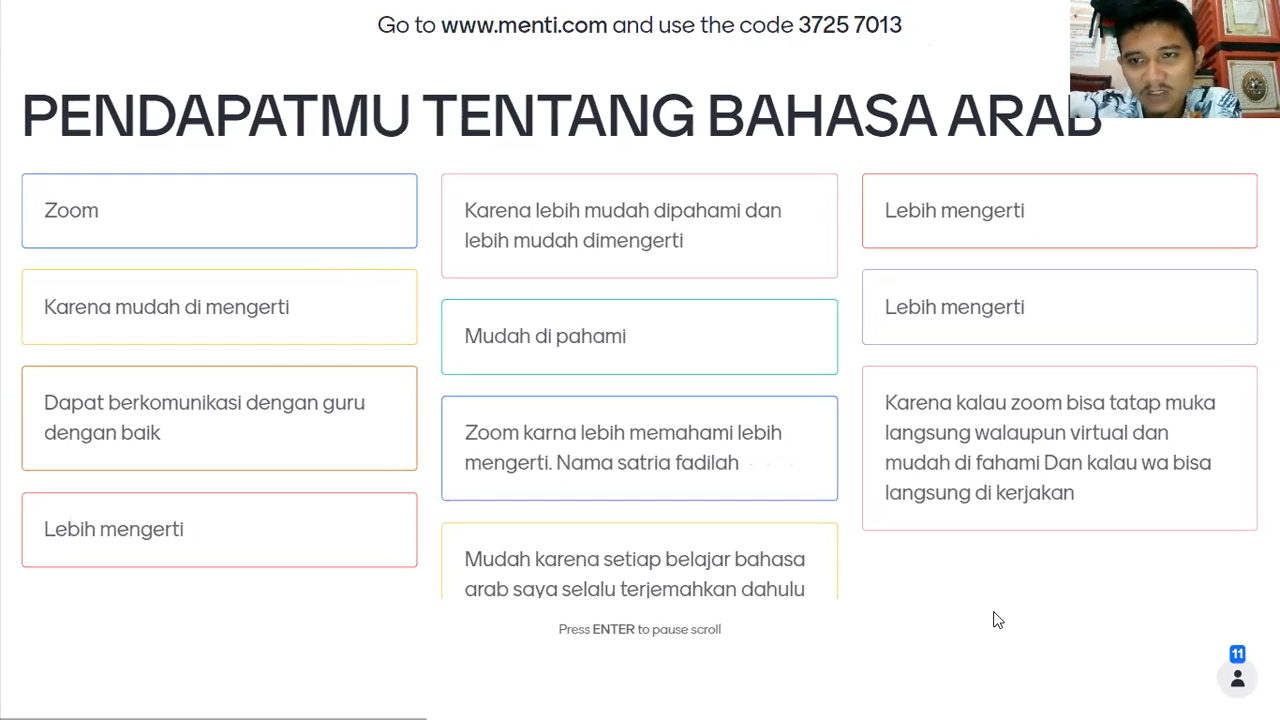 Go to www.menti.com and use the code 3725 7013
PENDAPATMU TENTANG BAHASA ARAB
Zoom
Karena mudah di mengerti
Dapat berkomunikasi dengan guru
dengan baik
Lebih mengerti
Karena lebih mudah dipahami dan
lebih mudah dimengerti
Mudah di pahami
Zoom karna lebih memahami lebih
mengerti. Nama satria fadilah
Mudah karena setiap belajar bahasa
arab saya selalu terjemahkan dahulu
Lebih mengerti
Lebih mengerti
Karena kalau zoom bisa tatap muka
langsung walaupun virtual dan
mudah di fahami Dan kalau wa bisa
langsung di kerjakan
Press ENTER to pause scroll
11